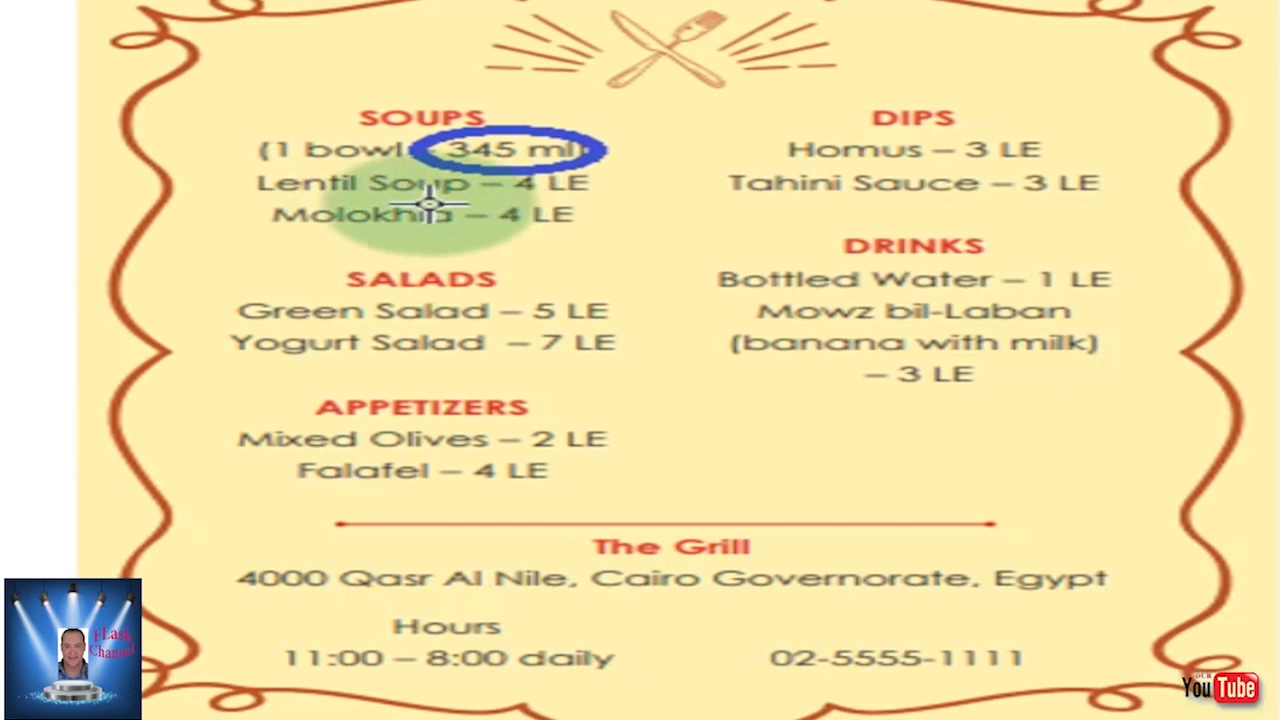 SOUPS
(1 bowl – 345 ml)
Lentil Soup – 4 LE
Molokhia – 4 LE
SALADS
Green Salad – 5 LE
Yogurt Salad – 7 LE
APPETIZERS
Mixed Olives – 2 LE
Falafel – 4 LE
DIPS
Homus – 3 LE
Tahini Sauce – 3 LE
DRINKS
Bottled Water – 1 LE
Mowz bil-Laban
(banana with milk)
– 3 LE
The Grill
4000 Qasr Al Nile, Cairo Governorate, Egypt
Hours
11:00 – 8:00 daily
02-5555-1111
FLash
Channel
OUR
YouTube